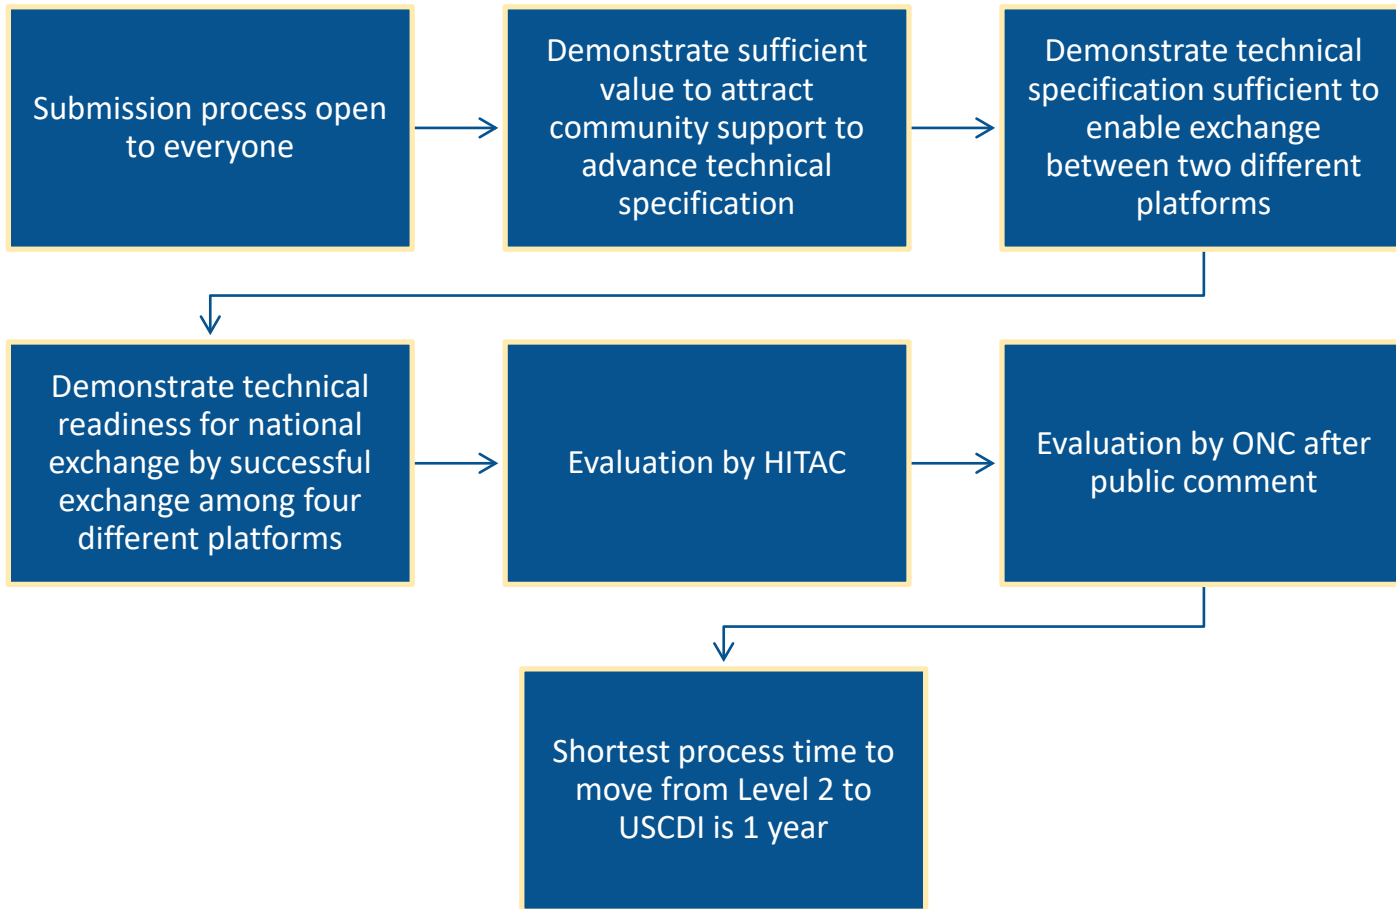 Submission process open
to everyone
Demonstrate sufficient
value to attract
community support to
advance technical
specification
Demonstrate technical
specification sufficient to
enable exchange
between two different
platforms
Demonstrate technical
readiness for national
exchange by successful
exchange among four
different platforms
Evaluation by HITAC
Evaluation by ONC after
public comment
Shortest process time to
move from Level 2 to
USCDI is 1 year